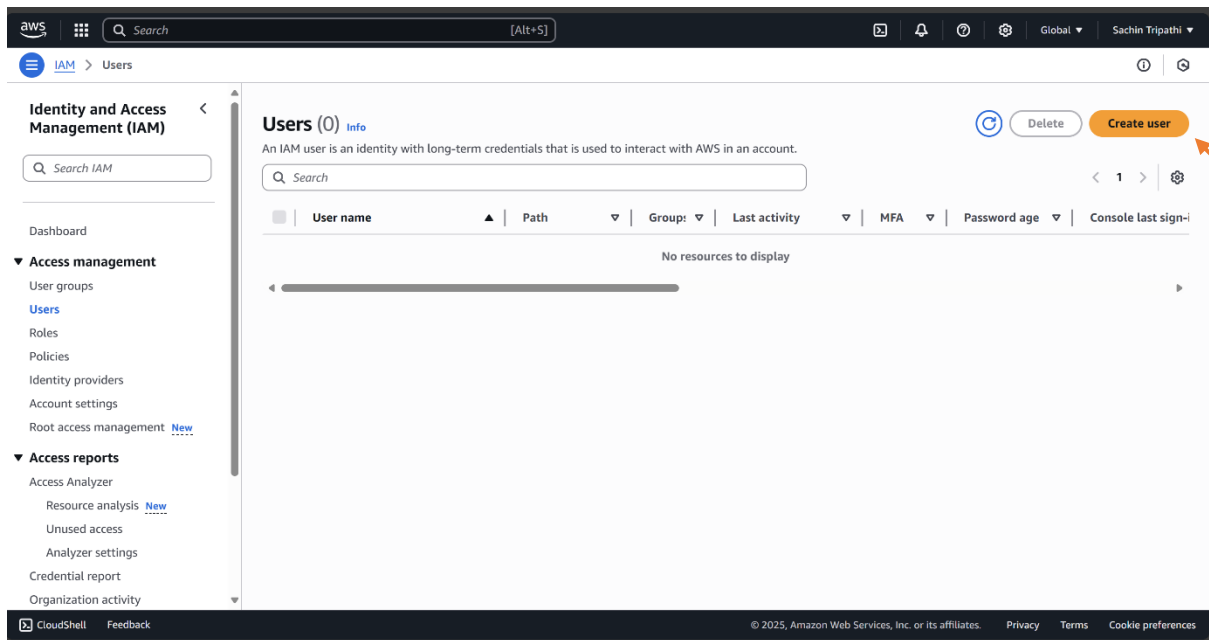 aws
Search [Alt+S]
Global ▼ Sachin Tripathi ▼
IAM > Users
Identity and Access
Management (IAM)
Search IAM
Dashboard
Access management
User groups
Users
Roles
Policies
Identity providers
Account settings
Root access management New
Access reports
Access Analyzer
Resource analysis New
Unused access
Analyzer settings
Credential report
Organization activity
Users (0) Info
Delete
Create user
An IAM user is an identity with long-term credentials that is used to interact with AWS in an account.
Search
< 1 >
User name Path Groups Last activity MFA Password age Console last sign-i
No resources to display
CloudShell Feedback
© 2025, Amazon Web Services, Inc. or its affiliates. Privacy Terms Cookie preferences